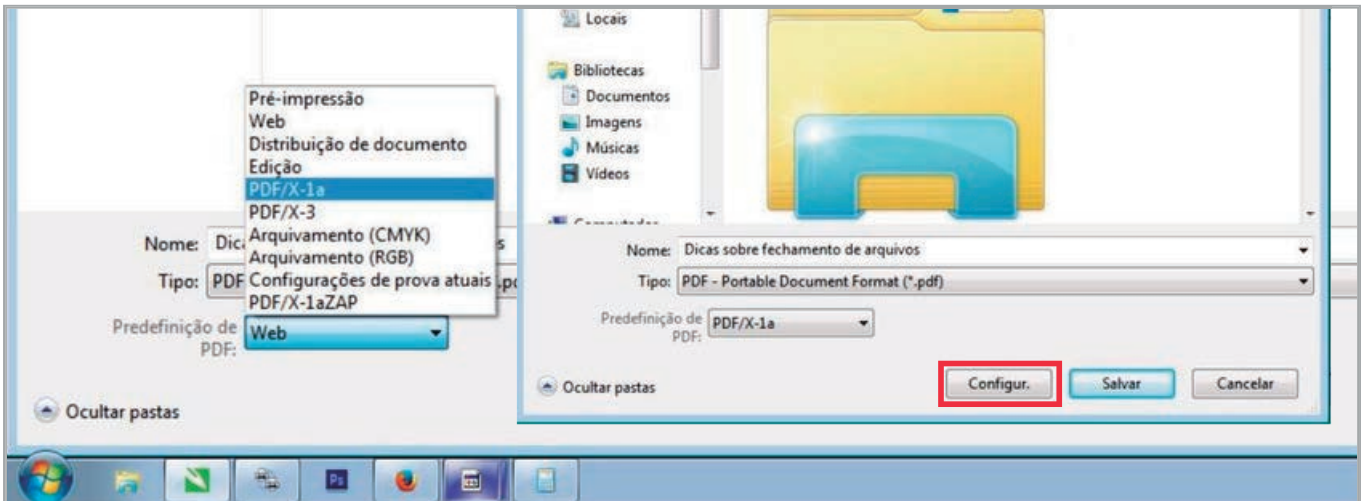 Pré-impressão
Web
Distribuição de documento
Edição
PDF/X-1a
PDF/X-3
Arquivamento (CMYK)
Arquivamento (RGB)
Configurações de prova atuais
PDF/X-1aZAP
Nome: Dic
Tipo: PDF
Predefinição de PDF: Web
Ocultar pastas
Locais
Bibliotecas
Documentos
Imagens
Músicas
Vídeos
Nome: Dicas sobre fechamento de arquivos
Tipo: PDF - Portable Document Format (*.pdf)
Predefinição de PDF: PDF/X-1a
Ocultar pastas
Configur. Salvar Cancelar
Ps